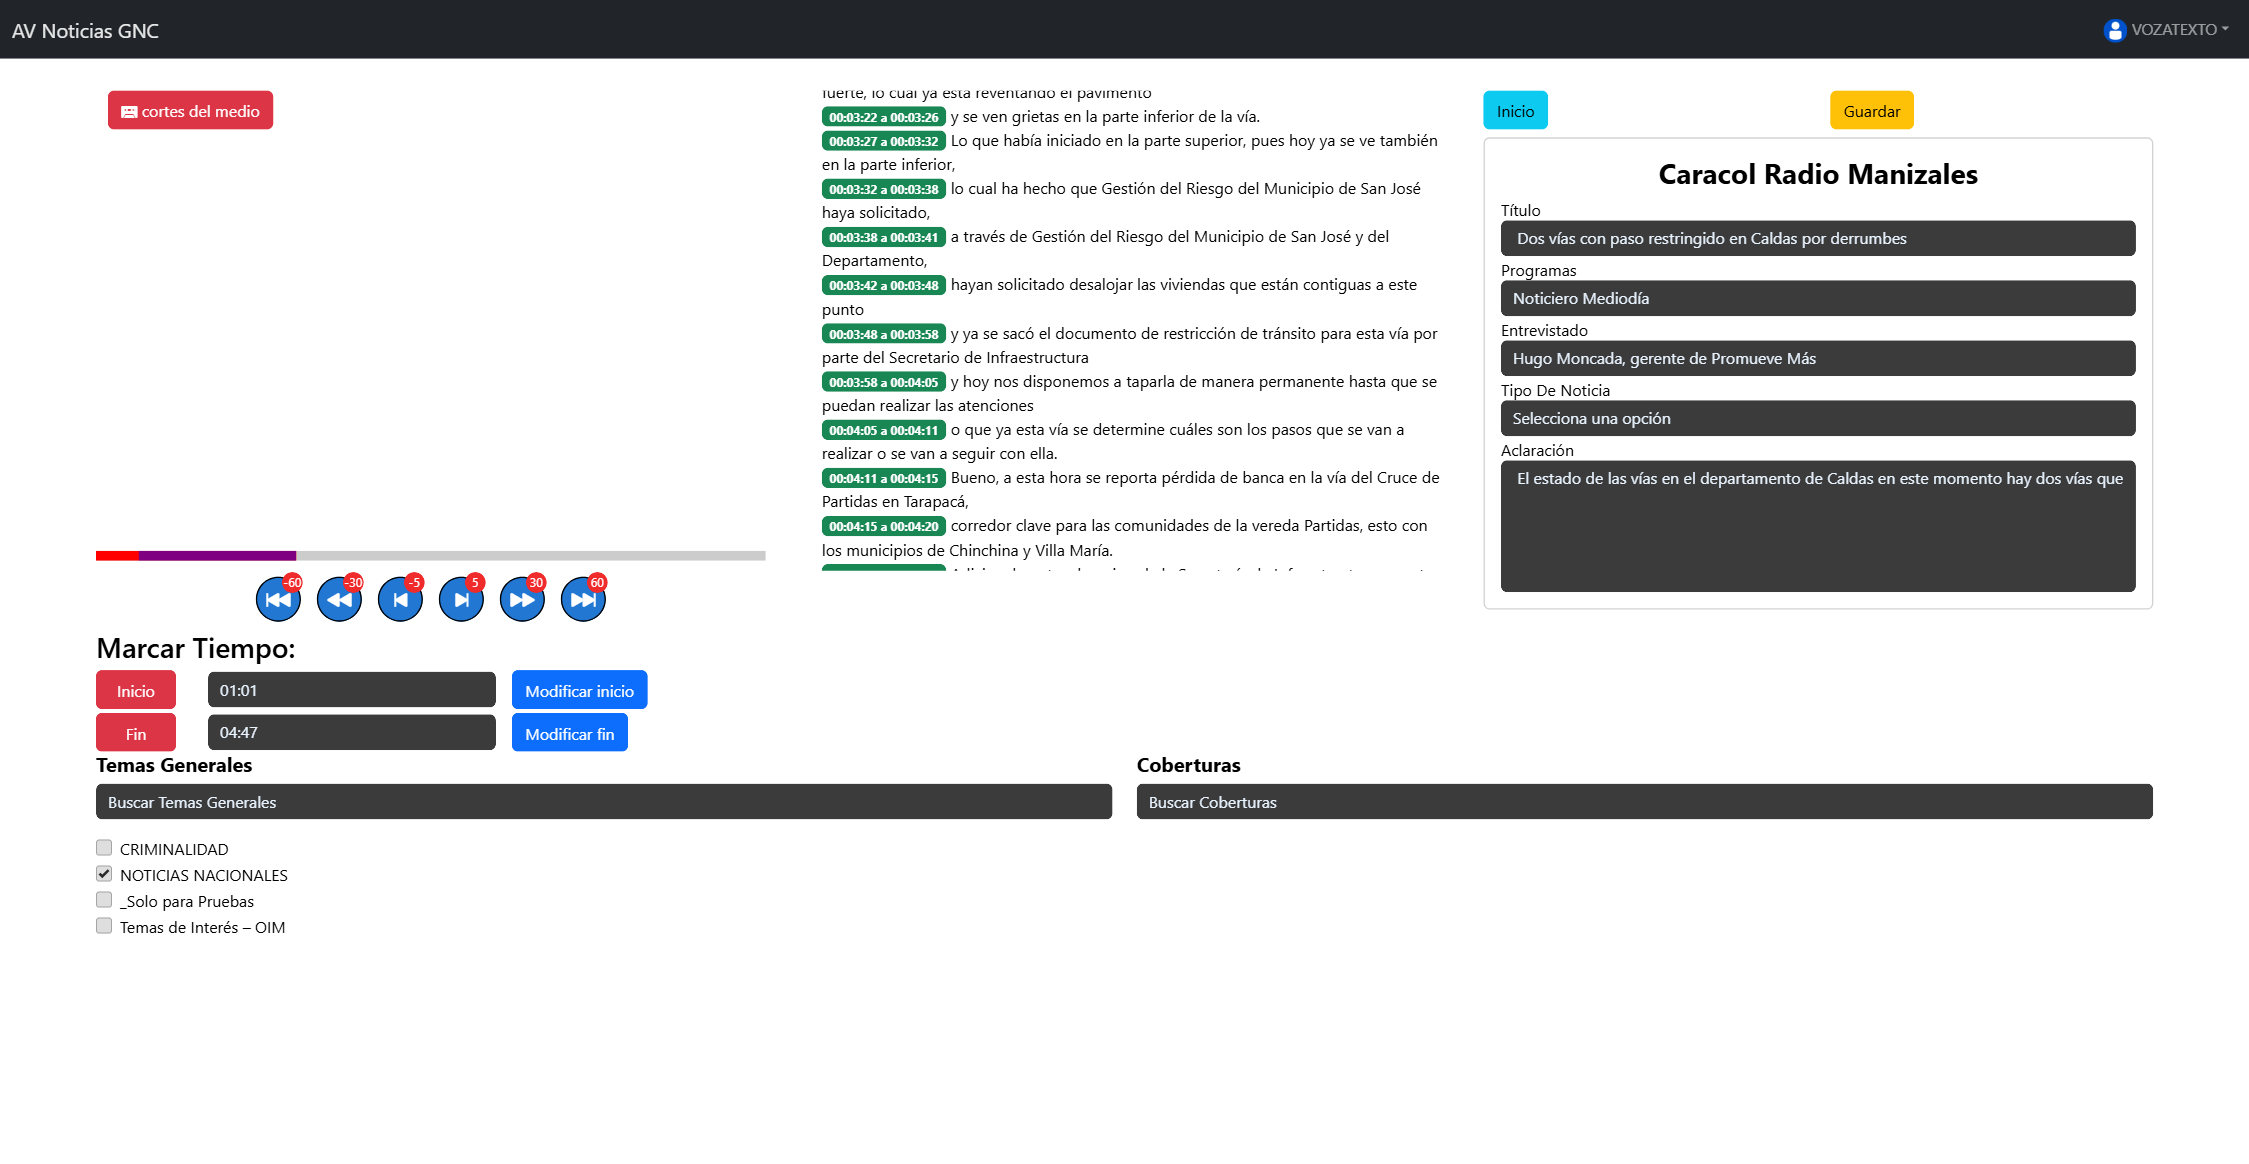 AV Noticias GNC
VOZATEXTO
cortes del medio
fuerte, lo cual ya está reventando el pavimento
00:03:22 a 00:03:26 y se ven grietas en la parte inferior de la vía.
00:03:27 a 00:03:32 Lo que había iniciado en la parte superior, pues hoy ya se ve también
en la parte inferior,
00:03:32 a 00:03:38 lo cual ha hecho que Gestión del Riesgo del Municipio de San José
haya solicitado,
00:03:38 a 00:03:41 a través de Gestión del Riesgo del Municipio de San José y del
Departamento,
00:03:42 a 00:03:48 hayan solicitado desalojar las viviendas que están contiguas a este
punto
00:03:48 a 00:03:58 y ya se sacó el documento de restricción de tránsito para esta vía por
parte del Secretario de Infraestructura
00:03:58 a 00:04:05 y hoy nos disponemos a taparla de manera permanente hasta que se
puedan realizar las atenciones
00:04:05 a 00:04:11 o que ya esta vía se determine cuáles son los pasos que se van a
realizar o se van a seguir con ella.
00:04:11 a 00:04:15 Bueno, a esta hora se reporta pérdida de banca en la vía del Cruce de
Partidas en Tarapacá,
00:04:15 a 00:04:20 corredor clave para las comunidades de la vereda Partidas, esto con
los municipios de Chinchina y Villa María.
Inicio
Guardar
Caracol Radio Manizales
Título
Dos vías con paso restringido en Caldas por derrumbes
Programas
Noticiero Mediodía
Entrevistado
Hugo Moncada, gerente de Promueve Más
Tipo De Noticia
Selecciona una opción
Aclaración
El estado de las vías en el departamento de Caldas en este momento hay dos vías que
-60 -30 -5 5 30 60
Marcar Tiempo:
Inicio 01:01 Modificar inicio
Fin 04:47 Modificar fin
Temas Generales
Buscar Temas Generales
CRIMINALIDAD
NOTICIAS NACIONALES
_Solo para Pruebas
Temas de Interés – OIM
Coberturas
Buscar Coberturas